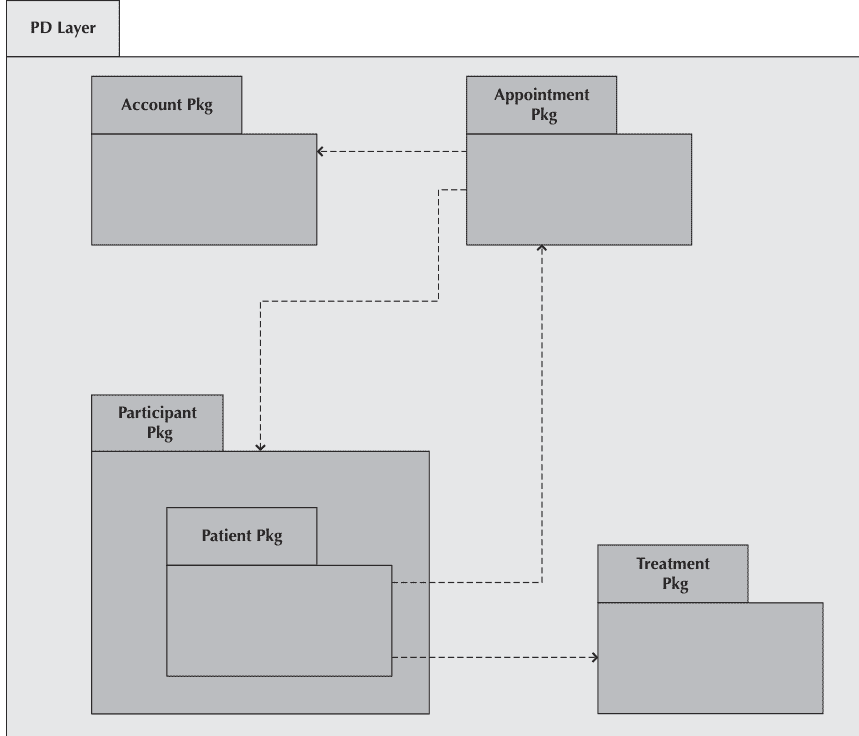 PD Layer
Account Pkg
Appointment
Pkg
Participant
Pkg
Patient Pkg
Treatment
Pkg